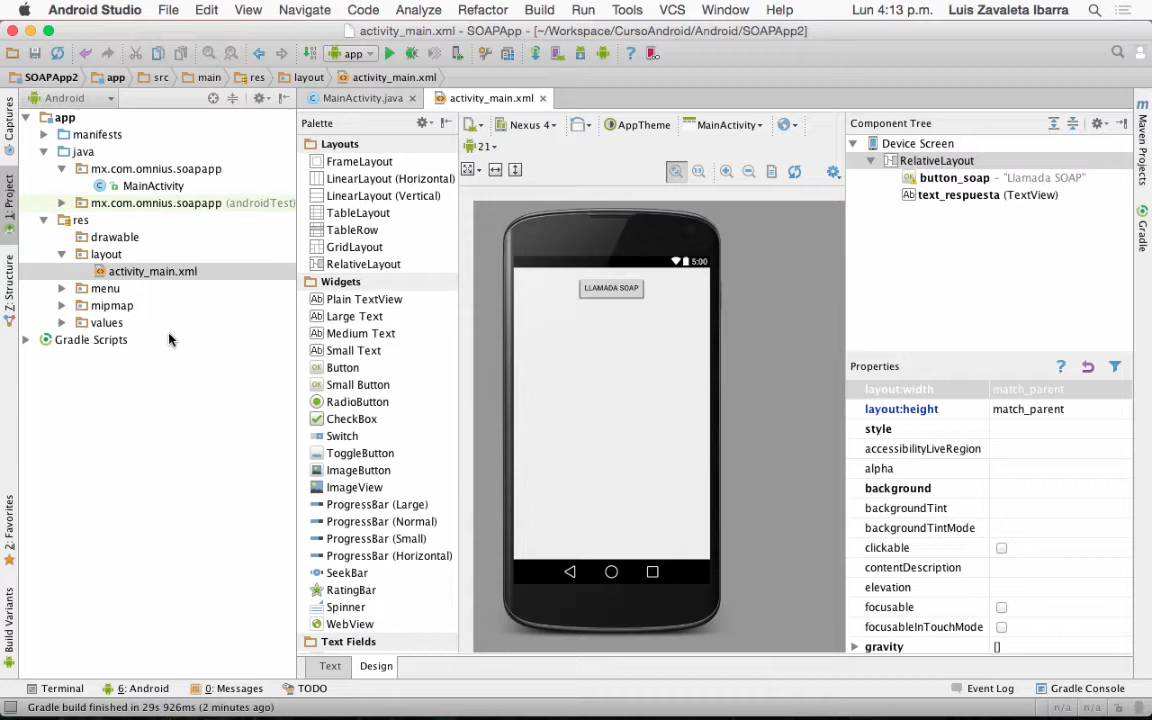 Android Studio File Edit View Navigate Code Analyze Refactor Build Run Tools VCS Window Help Lun 4:13 p.m. Luis Zavaleta Ibarra
activity_main.xml - SOAPApp - [~/Workspace/CursoAndroid/Android/SOAPApp2]
app
SOAPApp2 app src main res layout activity_main.xml
Android
MainActivity.java activity_main.xml
Captures
1: Project
Z: Structure
2: Favorites
Build Variants
app
manifests
java
mx.com.omnius.soapapp
MainActivity
mx.com.omnius.soapapp (androidTest)
res
drawable
layout
activity_main.xml
menu
mipmap
values
Gradle Scripts
Palette
Layouts
FrameLayout
LinearLayout (Horizontal)
LinearLayout (Vertical)
TableLayout
TableRow
GridLayout
RelativeLayout
Widgets
Plain TextView
Large Text
Medium Text
Small Text
Button
Small Button
RadioButton
CheckBox
Switch
ToggleButton
ImageButton
ImageView
ProgressBar (Large)
ProgressBar (Normal)
ProgressBar (Small)
ProgressBar (Horizontal)
SeekBar
RatingBar
Spinner
WebView
Text Fields
Text Design
Nexus 4 AppTheme MainActivity
21
5:00
LLAMADA SOAP
Component Tree
Device Screen
RelativeLayout
button_soap - "Llamada SOAP"
text_respuesta (TextView)
Properties
layout:width match_parent
layout:height match_parent
style
accessibilityLiveRegion
alpha
background
backgroundTint
backgroundTintMode
clickable
contentDescription
elevation
focusable
focusableInTouchMode
gravity []
Maven Projects
Gradle
Terminal 6: Android 0: Messages TODO Event Log Gradle Console
Gradle build finished in 29s 926ms (2 minutes ago) n/a n/a